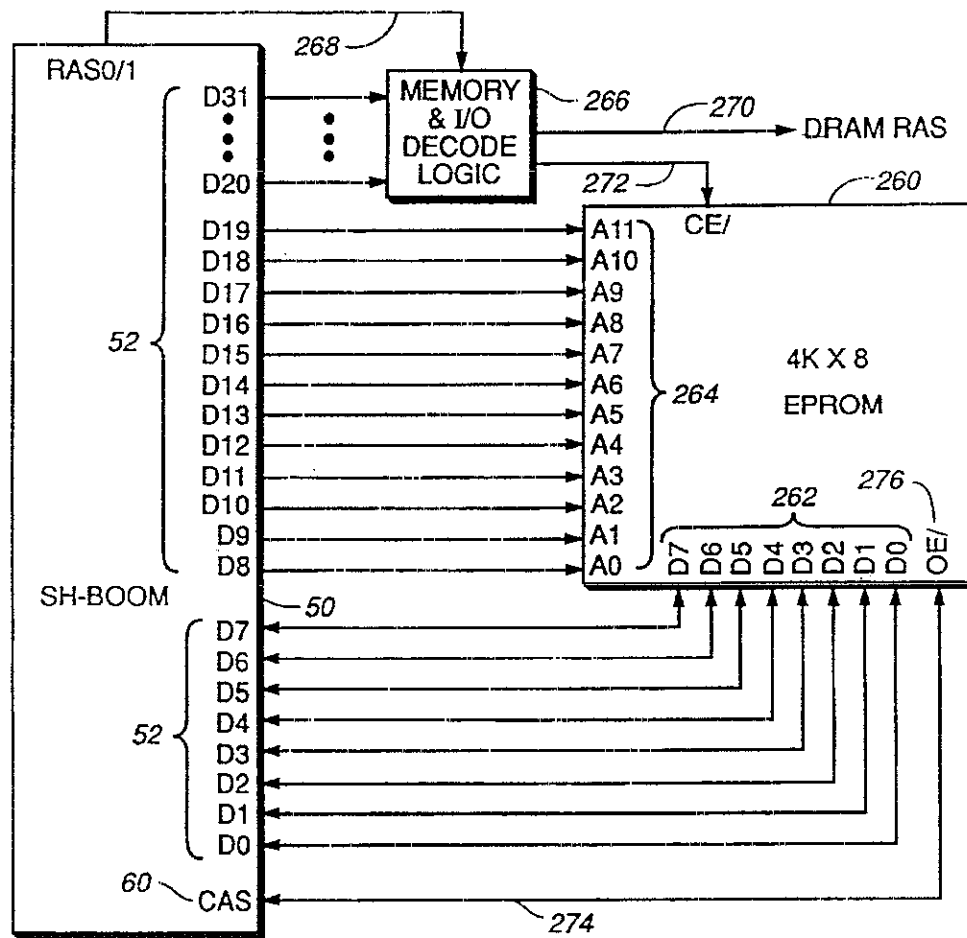 268
RAS0/1
D31
D20
MEMORY
& I/O
DECODE
LOGIC
266
270
DRAM RAS
272
260
CE/
D19
D18
D17
D16
D15
D14
D13
D12
D11
D10
D9
D8
52
A11
A10
A9
A8
A7
A6
A5
A4
A3
A2
A1
A0
264
4K X 8
EPROM
276
262
D7
D6
D5
D4
D3
D2
D1
D0
OE/
SH-BOOM
50
D7
D6
D5
D4
D3
D2
D1
D0
52
60
CAS
274